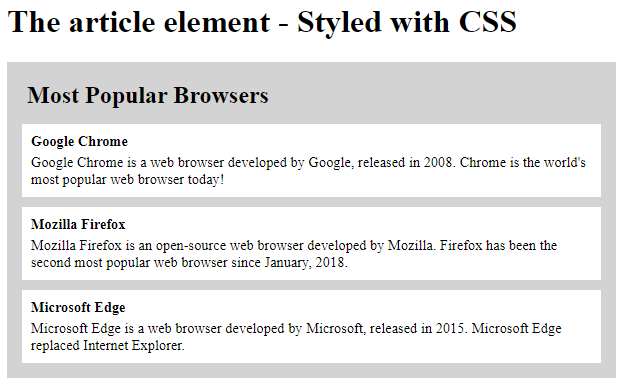 The article element - Styled with CSS
Most Popular Browsers
Google Chrome
Google Chrome is a web browser developed by Google, released in 2008. Chrome is the world's
most popular web browser today!
Mozilla Firefox
Mozilla Firefox is an open-source web browser developed by Mozilla. Firefox has been the
second most popular web browser since January, 2018.
Microsoft Edge
Microsoft Edge is a web browser developed by Microsoft, released in 2015. Microsoft Edge
replaced Internet Explorer.